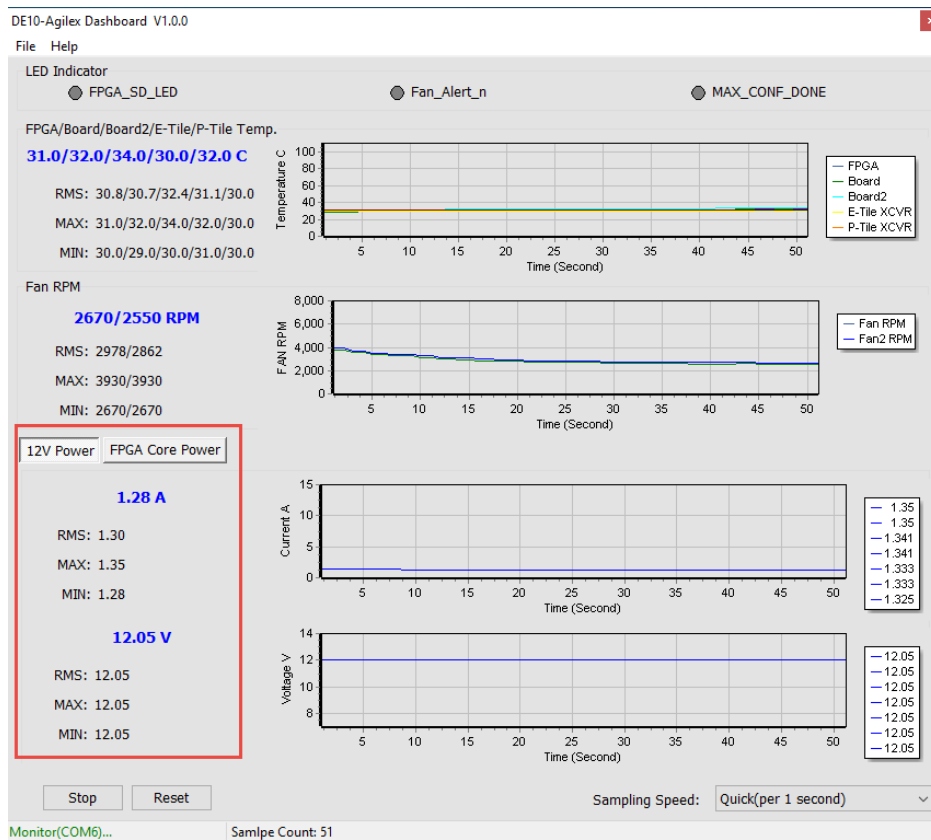 DE10-Agilex Dashboard V1.0.0
File Help
LED Indicator
FPGA_SD_LED Fan_Alert_n MAX_CONF_DONE
FPGA/Board/Board2/E-Tile/P-Tile Temp.
31.0/32.0/34.0/30.0/32.0 C
RMS: 30.8/30.7/32.4/31.1/30.0
MAX: 31.0/32.0/34.0/32.0/30.0
MIN: 30.0/29.0/30.0/31.0/30.0
Temperature C
100
80
60
40
20
0
5 10 15 20 25 30 35 40 45 50
Time (Second)
FPGA
Board
Board2
E-Tile XCVR
P-Tile XCVR
Fan RPM
2670/2550 RPM
RMS: 2978/2862
MAX: 3930/3930
MIN: 2670/2670
FAN RPM
8,000
6,000
4,000
2,000
0
5 10 15 20 25 30 35 40 45 50
Time (Second)
Fan RPM
Fan2 RPM
12V Power FPGA Core Power
1.28 A
RMS: 1.30
MAX: 1.35
MIN: 1.28
Current A
15
10
5
0
5 10 15 20 25 30 35 40 45 50
Time (Second)
1.35
1.35
1.341
1.341
1.333
1.333
1.325
12.05 V
RMS: 12.05
MAX: 12.05
MIN: 12.05
Voltage V
14
12
10
8
5 10 15 20 25 30 35 40 45 50
Time (Second)
12.05
12.05
12.05
12.05
12.05
12.05
12.05
Stop Reset
Sampling Speed: Quick(per 1 second)
Monitor(COM6)... Samlpe Count: 51